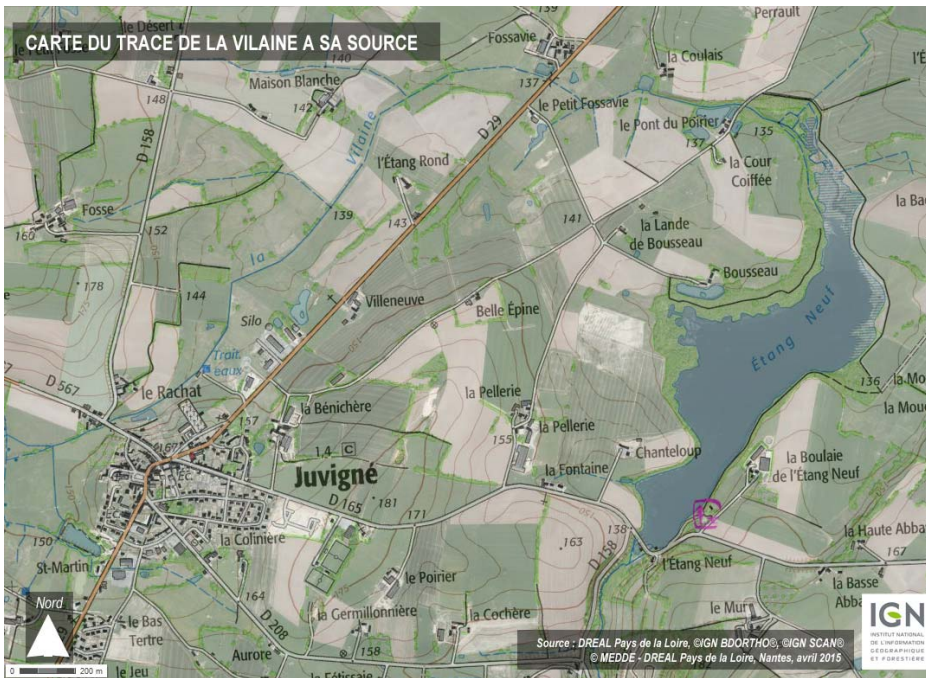 CARTE DU TRACE DE LA VILAINE A SA SOURCE
le Désert
139
Perrault
Fossavie
la Coulais
140
Maison Blanche
137
148
142
le Petit Fossavie
D 29
le Pont du Poirier
135
D 158
Vilaine
137
l'Étang Rond
la Cour
Coiffée
Fosse
139
143
141
160
152
la Lande
de Bousseau
la
Bousseau
178
144
Villeneuve
Silo
Belle Épine
Étang Neuf
Trait.
eaux
D 567
le Rachat
136
la Pellerie
157
la Bénichère
155
la Pellerie
1,4 C
Chanteloup
la Boulaie
de l'Étang Neuf
Juvigné
la Fontaine
D 165
181
171
150
138
163
la Colinière
D 158
la Haute Abba
St-Martin
l'Étang Neuf
167
le Poirier
la Basse
Abba
164
Nord
le Bas
Tertre
D 208
la Germillonnière
la Cochère
le Mur
IGN
INSTITUT NATIONAL
DE L'INFORMATION
GÉOGRAPHIQUE
ET FORESTIÈRE
Aurore
158
Source : DREAL Pays de la Loire, ©IGN BDORTHO®, ©IGN SCAN®
© MEDDE - DREAL Pays de la Loire, Nantes, avril 2015
0 200 m
le Jeu